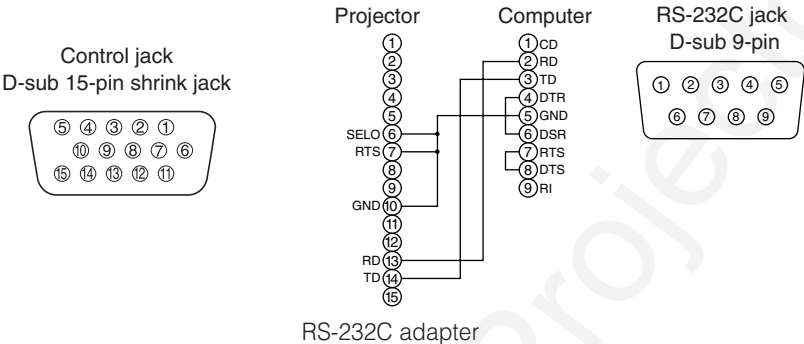 Control jack
D-sub 15-pin shrink jack
5 4 3 2 1
10 9 8 7 6
15 14 13 12 11
Projector
1
2
3
4
5
SELO 6
RTS 7
8
9
GND 10
11
12
RD 13
TD 14
15
Computer
1 CD
2 RD
3 TD
4 DTR
5 GND
6 DSR
7 RTS
8 DTS
9 RI
RS-232C jack
D-sub 9-pin
1 2 3 4 5
6 7 8 9
RS-232C adapter